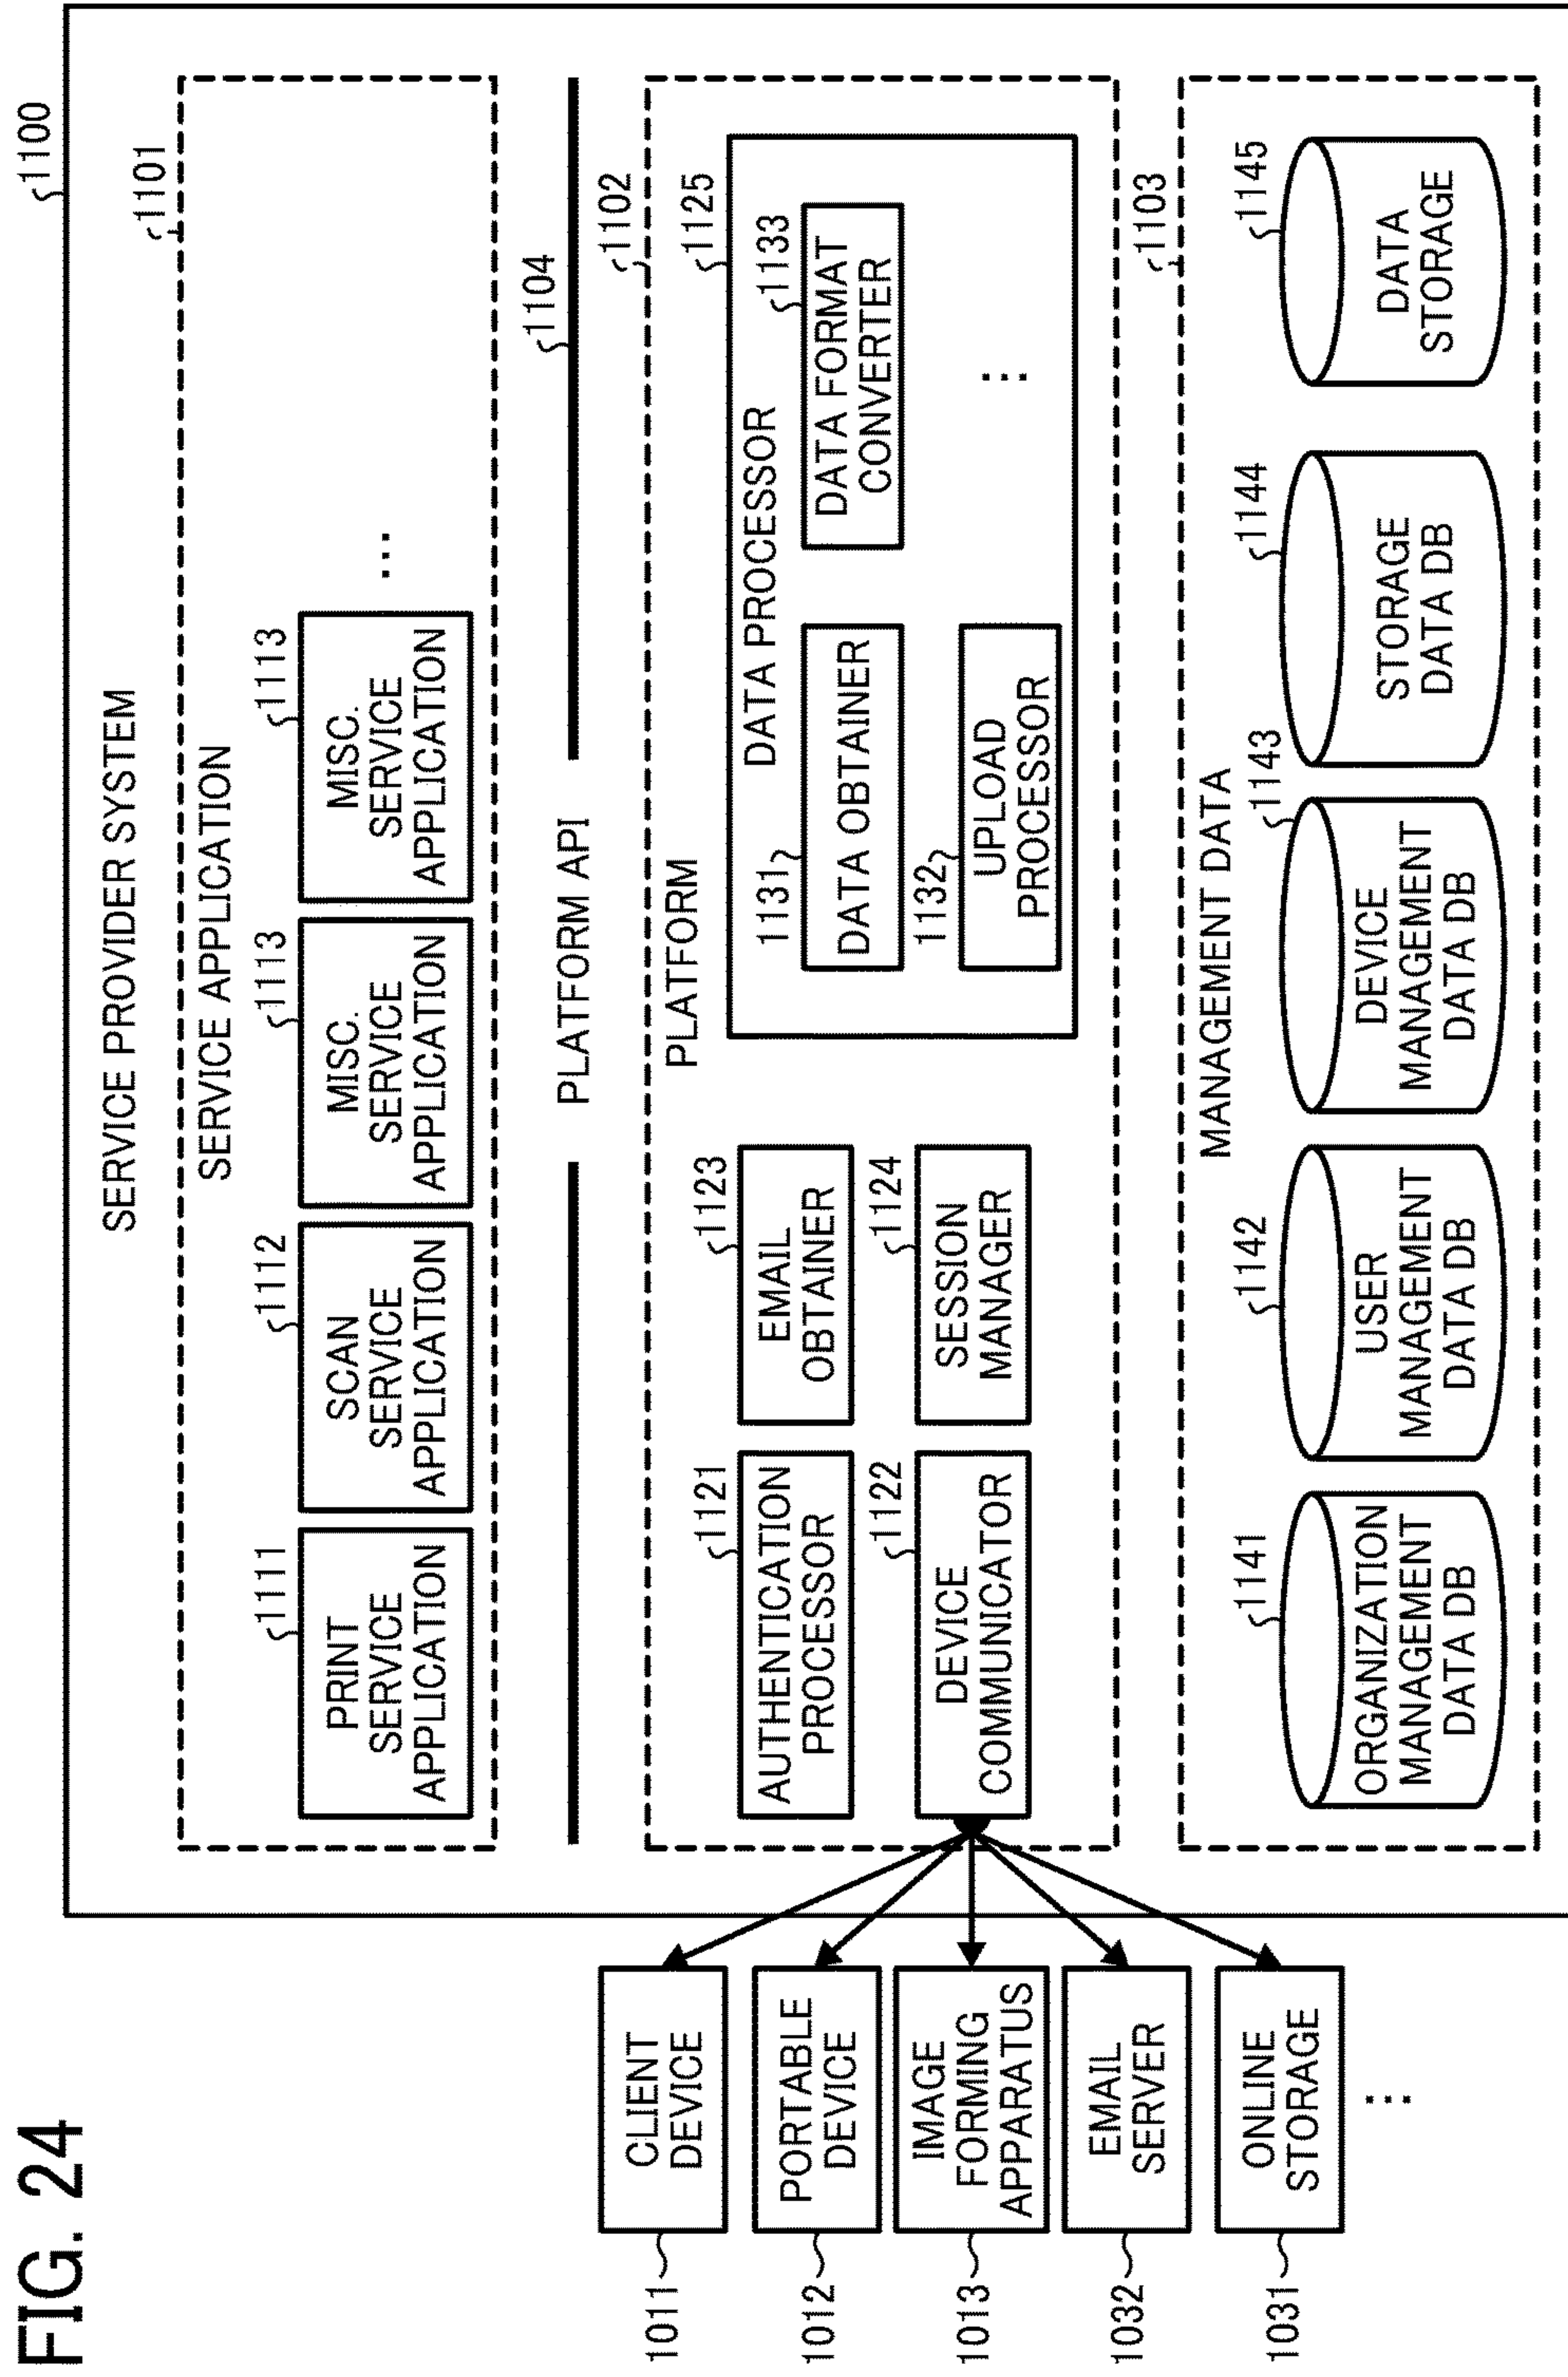 FIG. 24
1100
SERVICE PROVIDER SYSTEM
1101
SERVICE APPLICATION
1111
PRINT
SERVICE
APPLICATION
1112
SCAN
SERVICE
APPLICATION
1113
MISC.
SERVICE
APPLICATION
1113
MISC.
SERVICE
APPLICATION
...
1104
PLATFORM API
1102
PLATFORM
1121
AUTHENTICATION
PROCESSOR
1123
EMAIL
OBTAINER
1122
DEVICE
COMMUNICATOR
1124
SESSION
MANAGER
1125
DATA PROCESSOR
1131
DATA OBTAINER
1133
DATA FORMAT
CONVERTER
1132
UPLOAD
PROCESSOR
...
1103
MANAGEMENT DATA
1141
ORGANIZATION
MANAGEMENT
DATA DB
1142
USER
MANAGEMENT
DATA DB
1143
DEVICE
MANAGEMENT
DATA DB
1144
STORAGE
DATA DB
1145
DATA
STORAGE
1011
CLIENT
DEVICE
1012
PORTABLE
DEVICE
1013
IMAGE
FORMING
APPARATUS
1032
EMAIL
SERVER
1031
ONLINE
STORAGE
...